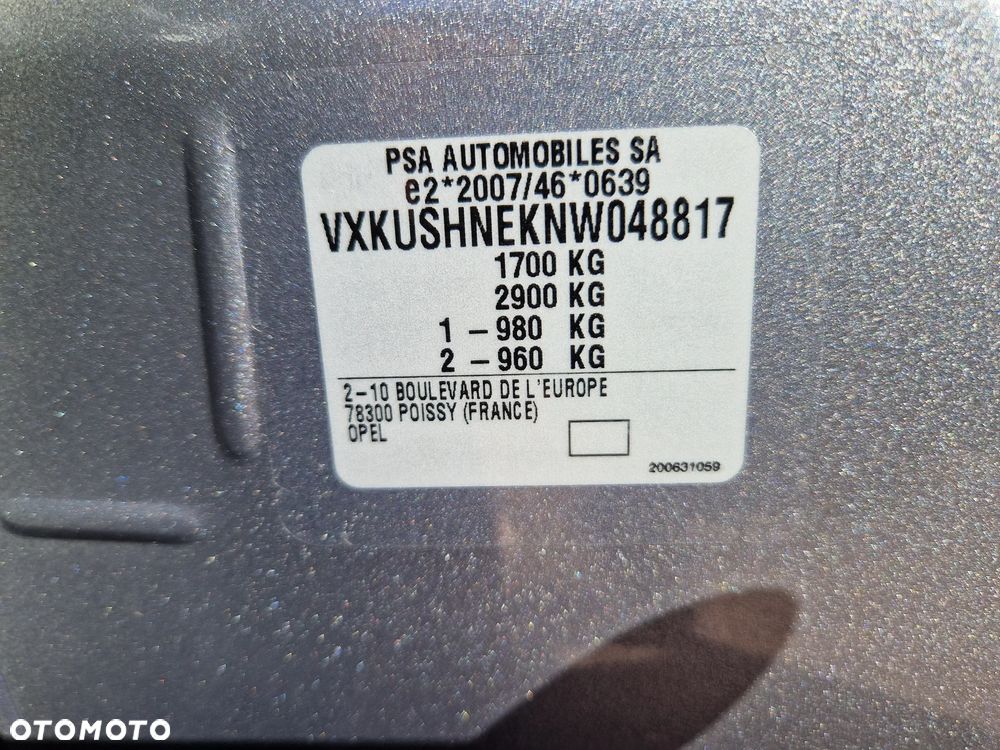 PSA AUTOMOBILES SA
e2*2007/46*0639
VXKUSHNEKNW048817
1700 KG
2900 KG
1 - 980 KG
2 - 960 KG
2-10 BOULEVARD DE L'EUROPE
78300 POISSY (FRANCE)
OPEL
200631059
OTOMOTO